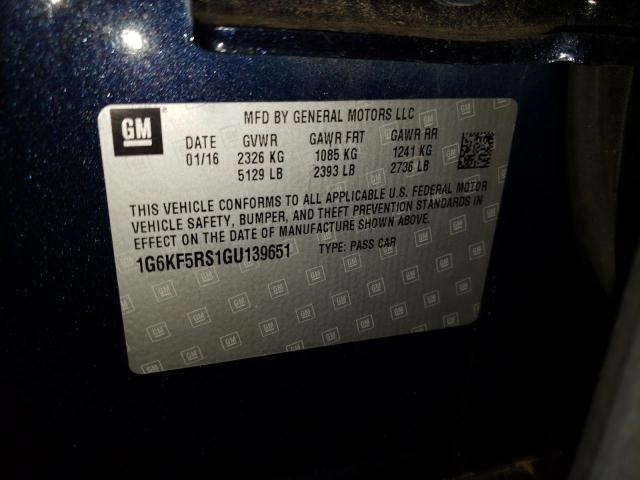 GM
MFD BY GENERAL MOTORS LLC
DATE GVWR GAWR FRT GAWR RR
01/16 2326 KG 1085 KG 1241 KG
5129 LB 2393 LB 2736 LB
THIS VEHICLE CONFORMS TO ALL APPLICABLE U.S. FEDERAL MOTOR
VEHICLE SAFETY, BUMPER, AND THEFT PREVENTION STANDARDS IN
EFFECT ON THE DATE OF MANUFACTURE SHOWN ABOVE.
1G6KF5RS1GU139651 TYPE: PASS CAR